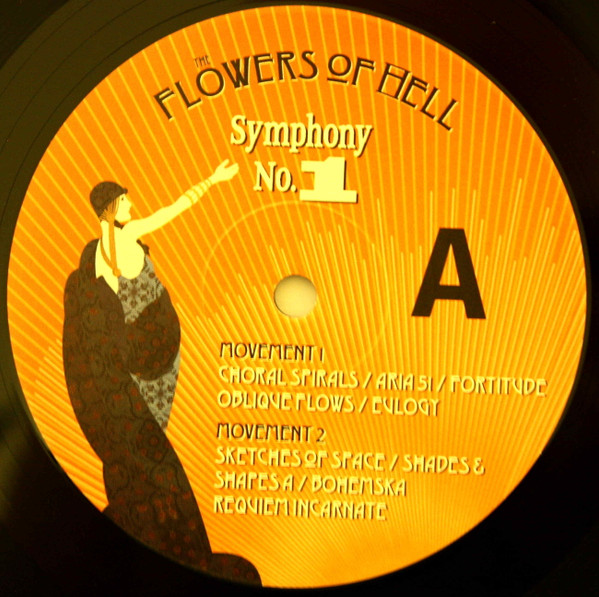 THE
FLOWERS OF HELL
Symphony
No. 1
A
MOVEMENT 1
CHORAL SPIRALS / ARIA 51 / FORTITUDE
OBLIQUE FLOWS / EULOGY
MOVEMENT 2
SKETCHES OF SPACE / SHADES &
SHAPES A / BOHEMSKA
REQUIEM INCARNATE